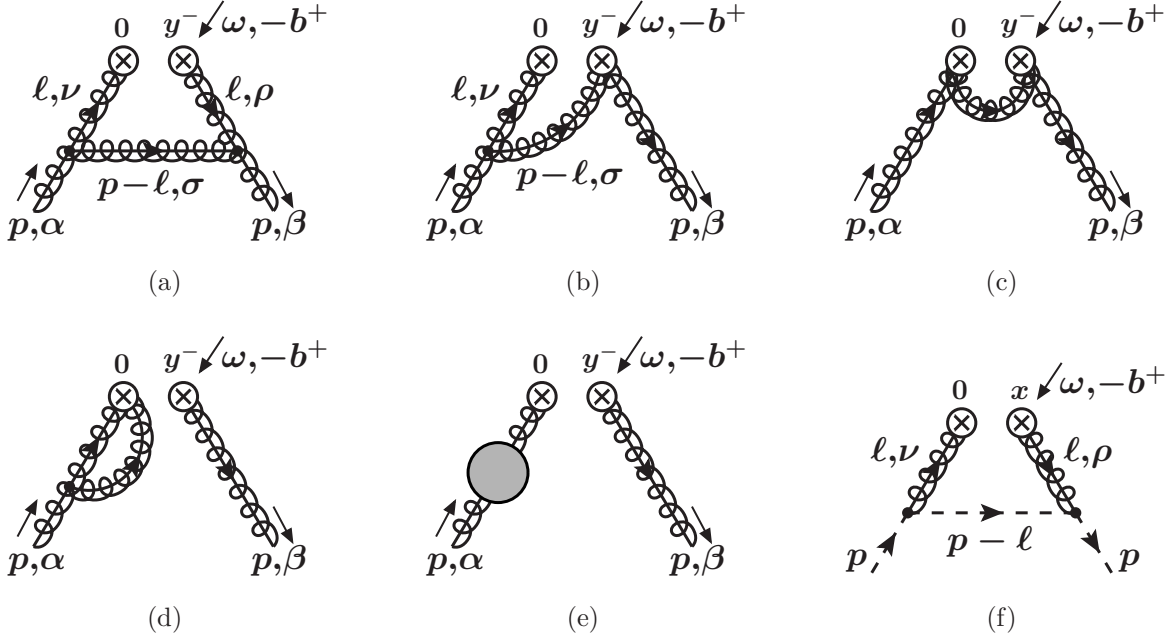 0 y⁻ ω,−b⁺
ℓ,ν ℓ,ρ
p−ℓ,σ
p,α p,β
(a)
0 y⁻ ω,−b⁺
ℓ,ν
p−ℓ,σ
p,α p,β
(b)
0 y⁻ ω,−b⁺
p,α p,β
(c)
0 y⁻ ω,−b⁺
p,α p,β
(d)
0 y⁻ ω,−b⁺
p,α p,β
(e)
0 x ω,−b⁺
ℓ,ν ℓ,ρ
p−ℓ
p p
(f)